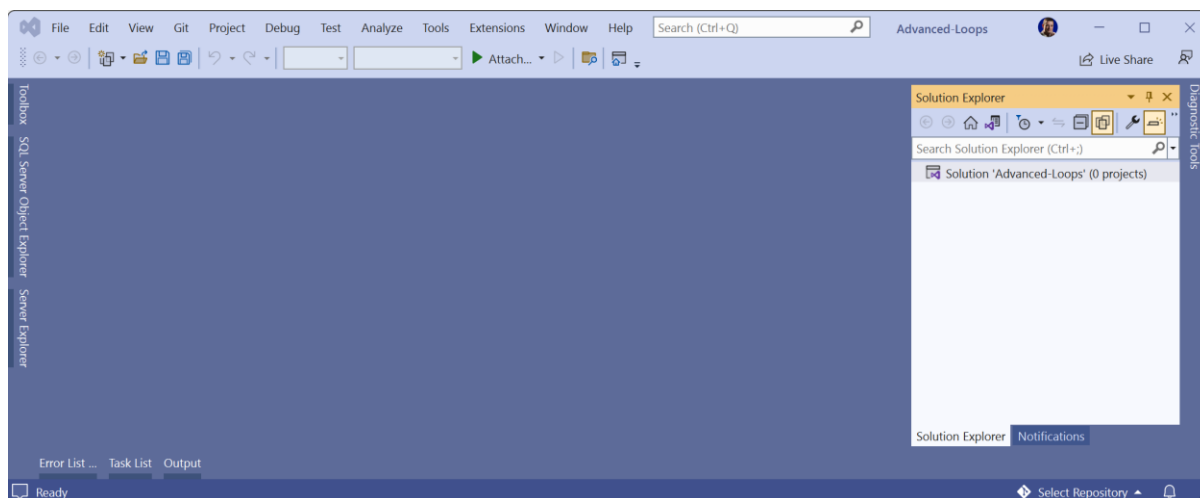 File Edit View Git Project Debug Test Analyze Tools Extensions Window Help Search (Ctrl+Q) Advanced-Loops
Attach... Live Share
Toolbox
SQL Server Object Explorer
Server Explorer
Solution Explorer
Search Solution Explorer (Ctrl+;)
Solution 'Advanced-Loops' (0 projects)
Solution Explorer Notifications
Diagnostic Tools
Error List ... Task List Output
Ready Select Repository